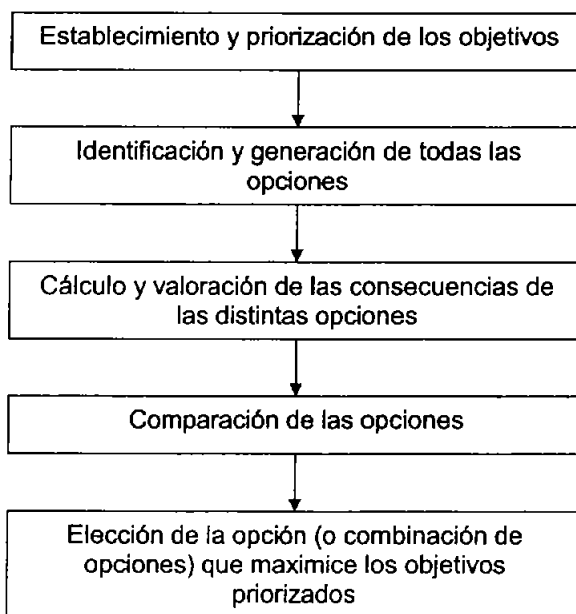 Establecimiento y priorización de los objetivos
Identificación y generación de todas las
opciones
Cálculo y valoración de las consecuencias de
las distintas opciones
Comparación de las opciones
Elección de la opción (o combinación de
opciones) que maximice los objetivos
priorizados